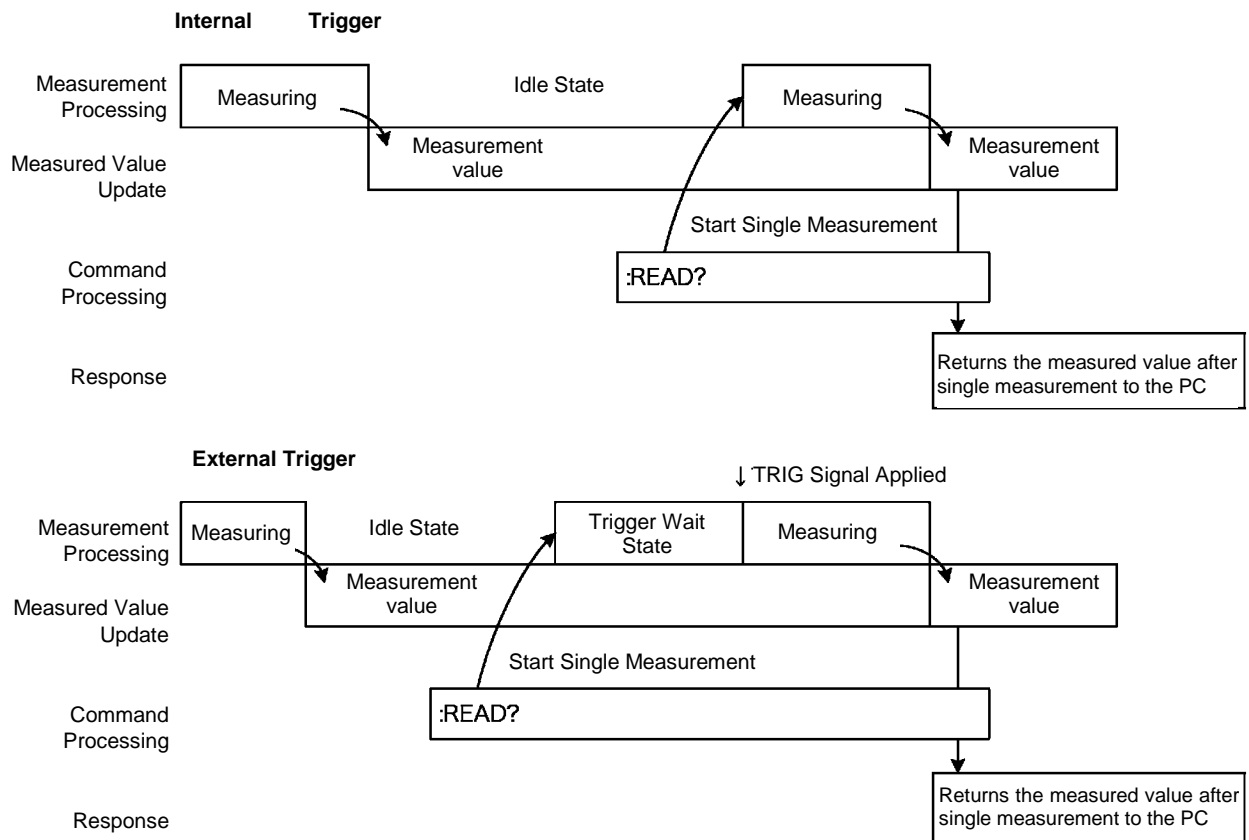 Internal Trigger
Measurement
Processing
Measuring
Idle State
Measuring
Measured Value
Update
Measurement
value
Measurement
value
Start Single Measurement
Command
Processing
:READ?
Response
Returns the measured value after
single measurement to the PC
External Trigger
↓ TRIG Signal Applied
Measurement
Processing
Measuring
Idle State
Trigger Wait
State
Measuring
Measured Value
Update
Measurement
value
Measurement
value
Start Single Measurement
Command
Processing
:READ?
Response
Returns the measured value after
single measurement to the PC